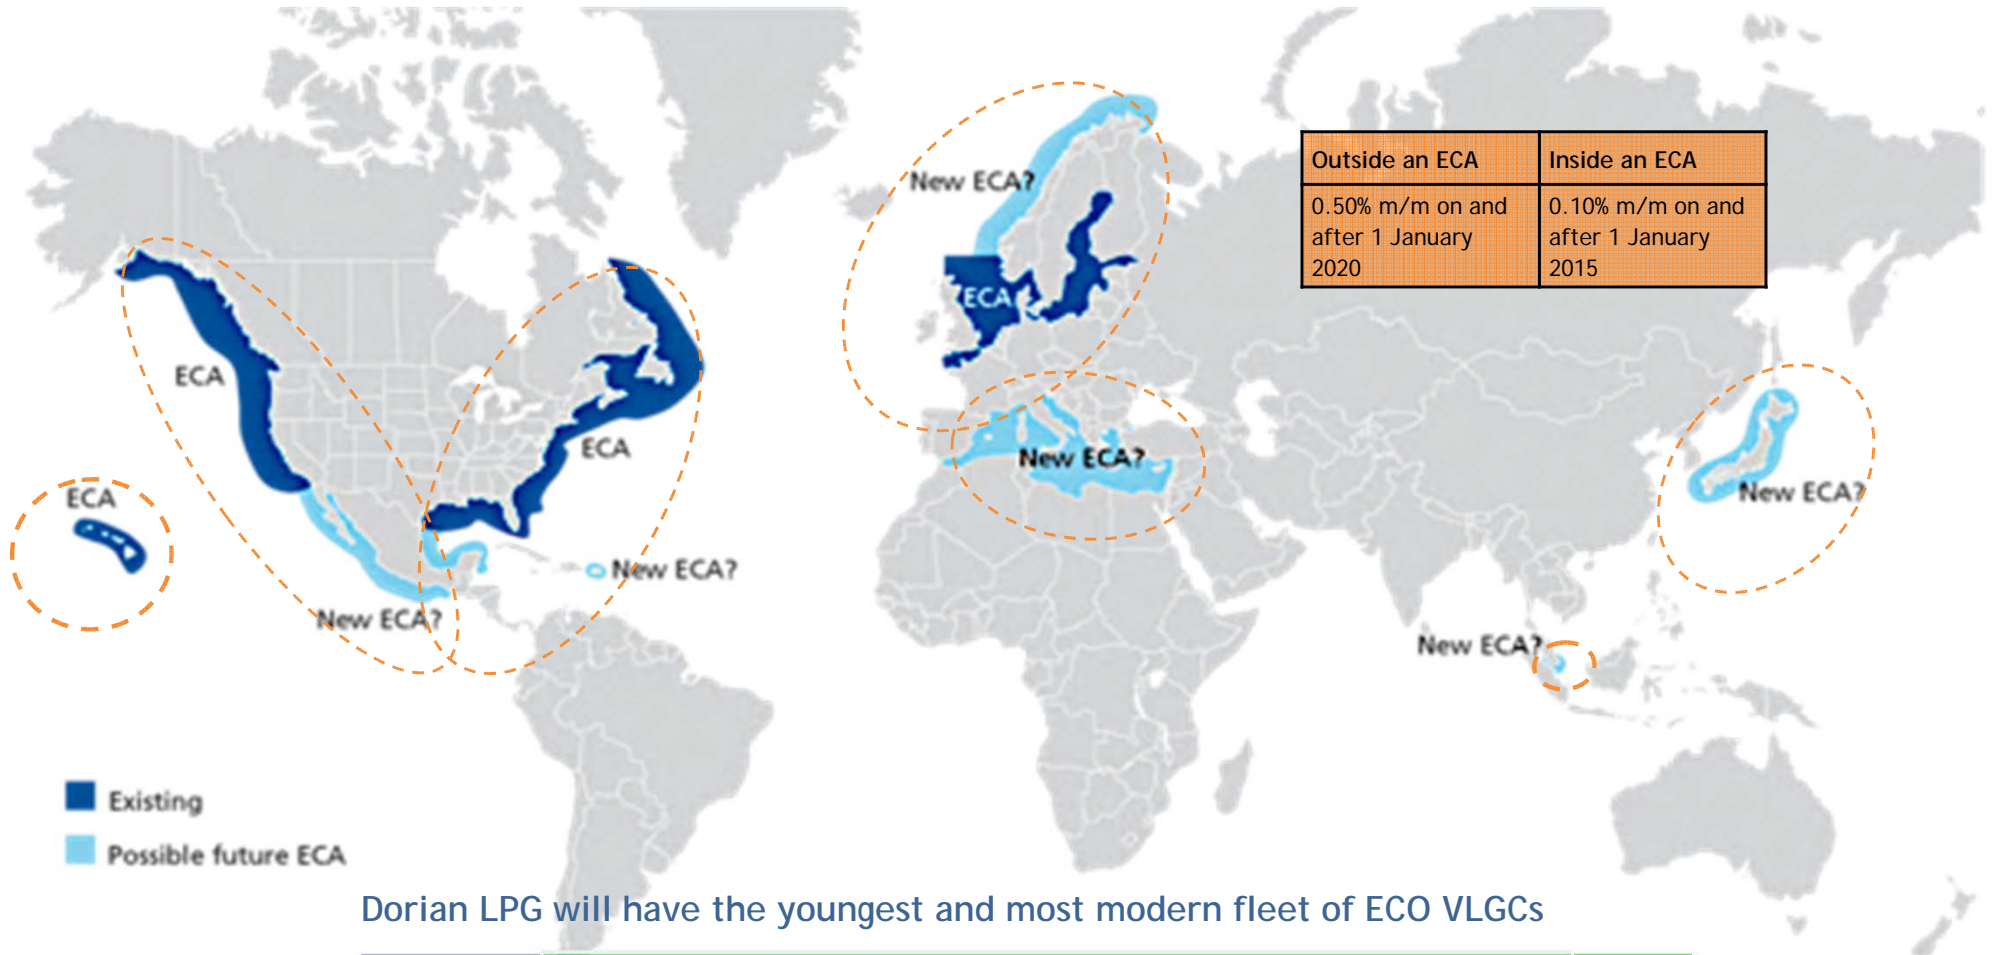 New ECA?
Outside an ECA
Inside an ECA
0.50% m/m on and
after 1 January
2020
0.10% m/m on and
after 1 January
2015
ECA
ECA
ECA
New ECA?
ECA
New ECA?
New ECA?
New ECA?
New ECA?
Existing
Possible future ECA
Dorian LPG will have the youngest and most modern fleet of ECO VLGCs